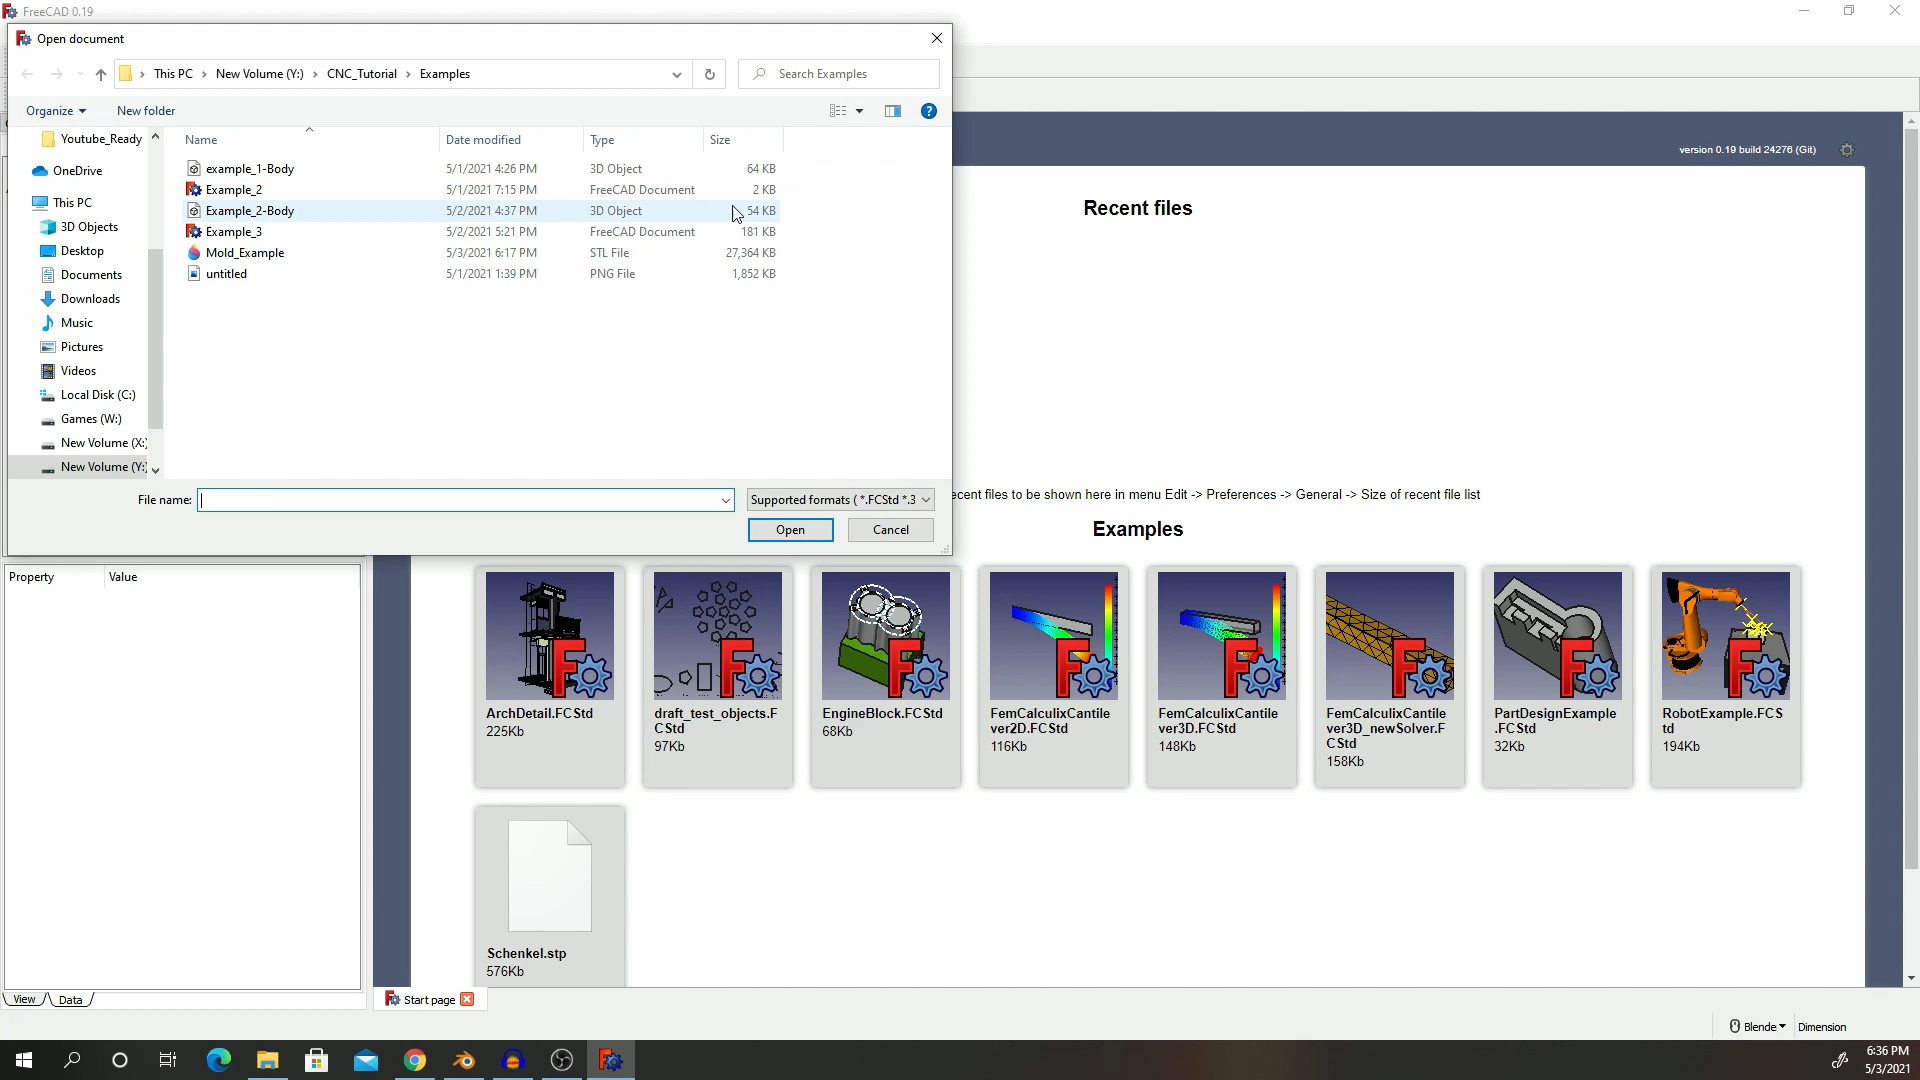 FreeCAD 0.19
Open document
This PC
New Volume (Y:)
CNC_Tutorial
Examples
Search Examples
Organize
New folder
Name
Date modified
Type
Size
Youtube_Ready
OneDrive
This PC
3D Objects
Desktop
Documents
Downloads
Music
Pictures
Videos
Local Disk (C:)
Games (W:)
New Volume (X:
New Volume (Y:
example_1-Body 5/1/2021 4:26 PM 3D Object 64 KB
Example_2 5/1/2021 7:15 PM FreeCAD Document 2 KB
Example_2-Body 5/2/2021 4:37 PM 3D Object 54 KB
Example_3 5/2/2021 5:21 PM FreeCAD Document 181 KB
Mold_Example 5/3/2021 6:17 PM STL File 27,364 KB
untitled 5/1/2021 1:39 PM PNG File 1,852 KB
File name:
Supported formats ( *.FCStd *.3
Open
Cancel
version 0.19 build 24276 (Git)
Recent files
ecent files to be shown here in menu Edit -> Preferences -> General -> Size of recent file list
Examples
Property
Value
ArchDetail.FCStd
225Kb
draft_test_objects.F
CStd
97Kb
EngineBlock.FCStd
68Kb
FemCalculixCantile
ver2D.FCStd
116Kb
FemCalculixCantile
ver3D.FCStd
148Kb
FemCalculixCantile
ver3D_newSolver.F
CStd
158Kb
PartDesignExample
.FCStd
32Kb
RobotExample.FCS
td
194Kb
Schenkel.stp
576Kb
View
Data
Start page
Blende
Dimension
6:36 PM
5/3/2021